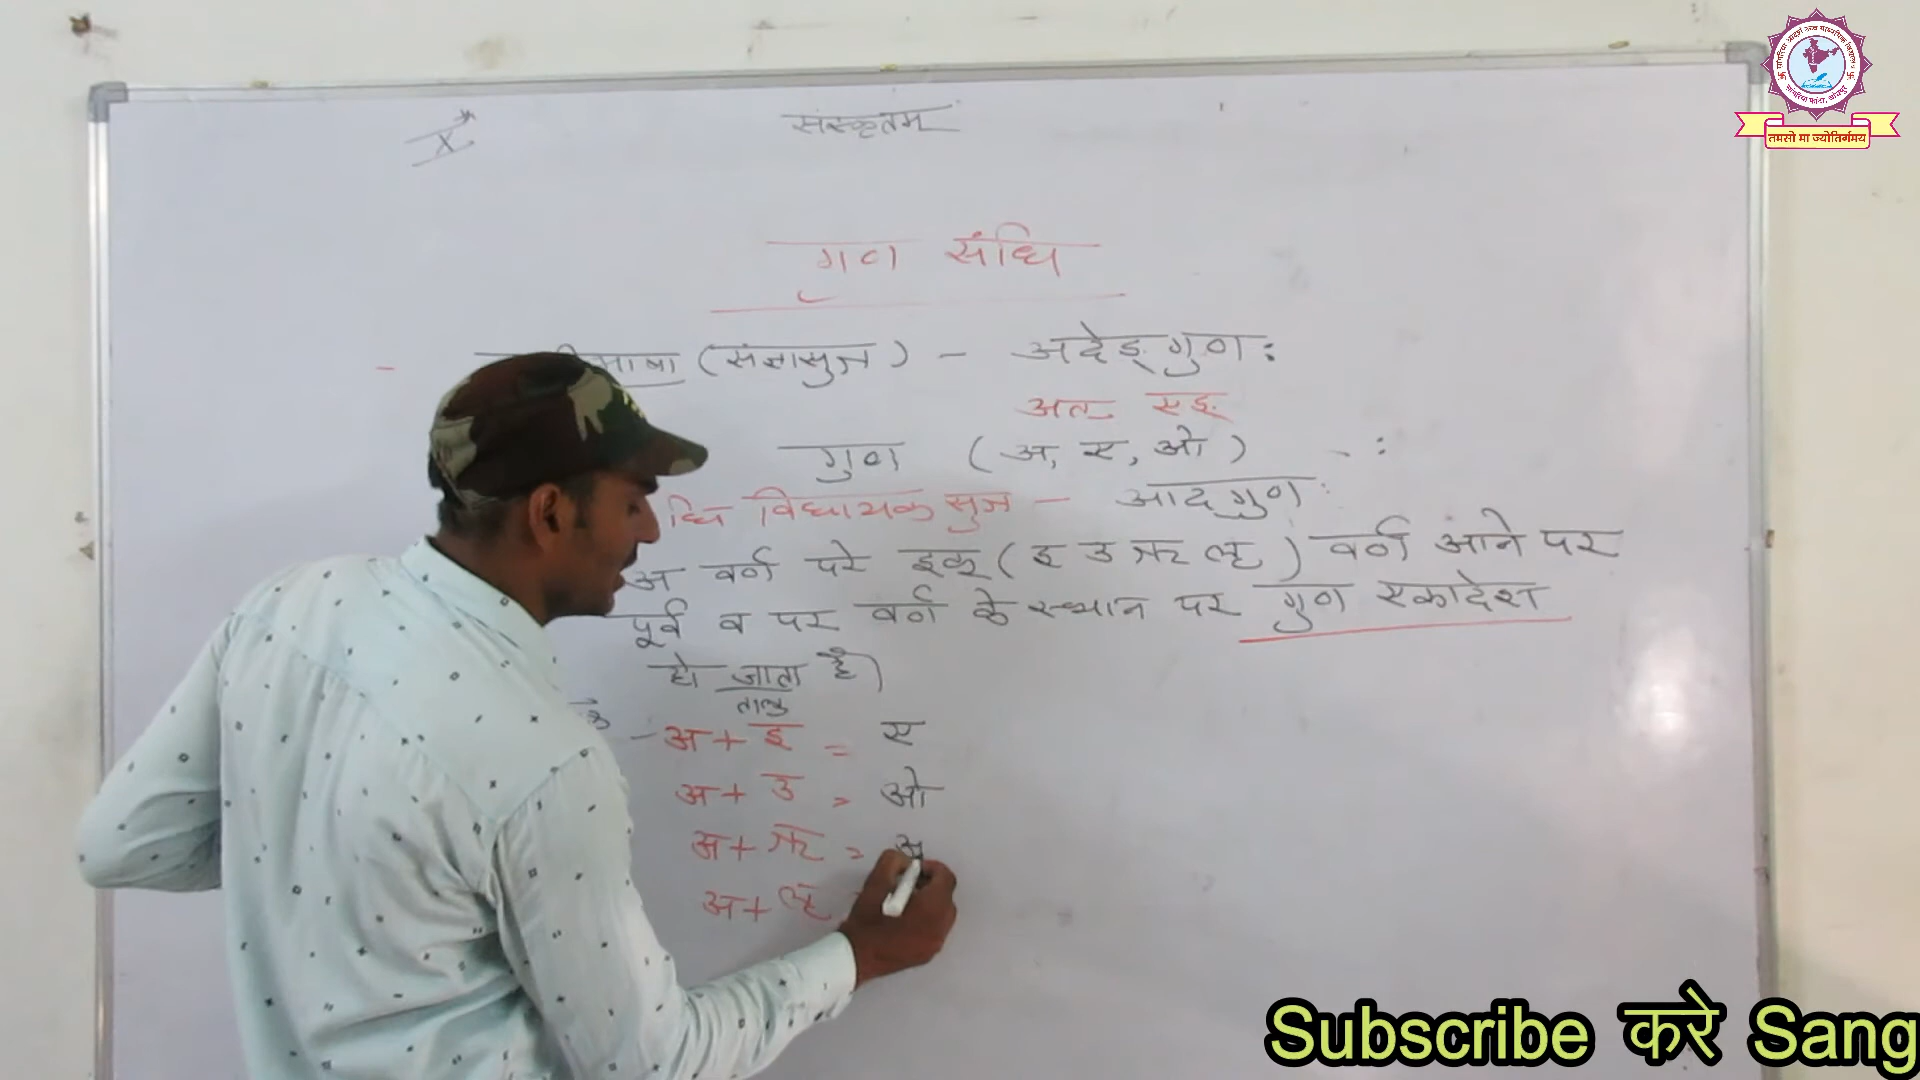 X
संस्कृतम्
गुण संधि
भाषा (संज्ञासुत्र) - अदेङ्गुणः
अत् एङ्
गुण (अ, ए, ओ)
धि विधायक सुत्र - आदगुणः
अ वर्ण परे इक् (इ उ ऋ लृ) वर्ण आने पर
पूर्व व पर वर्ण के स्थान पर गुण एकादेश
हो जाता है।
तालु
अ + इ = ए
अ + उ = ओ
अ + ऋ = अ
अ + लृ
तमसो मा ज्योतिर्गमय
Subscribe करे Sang